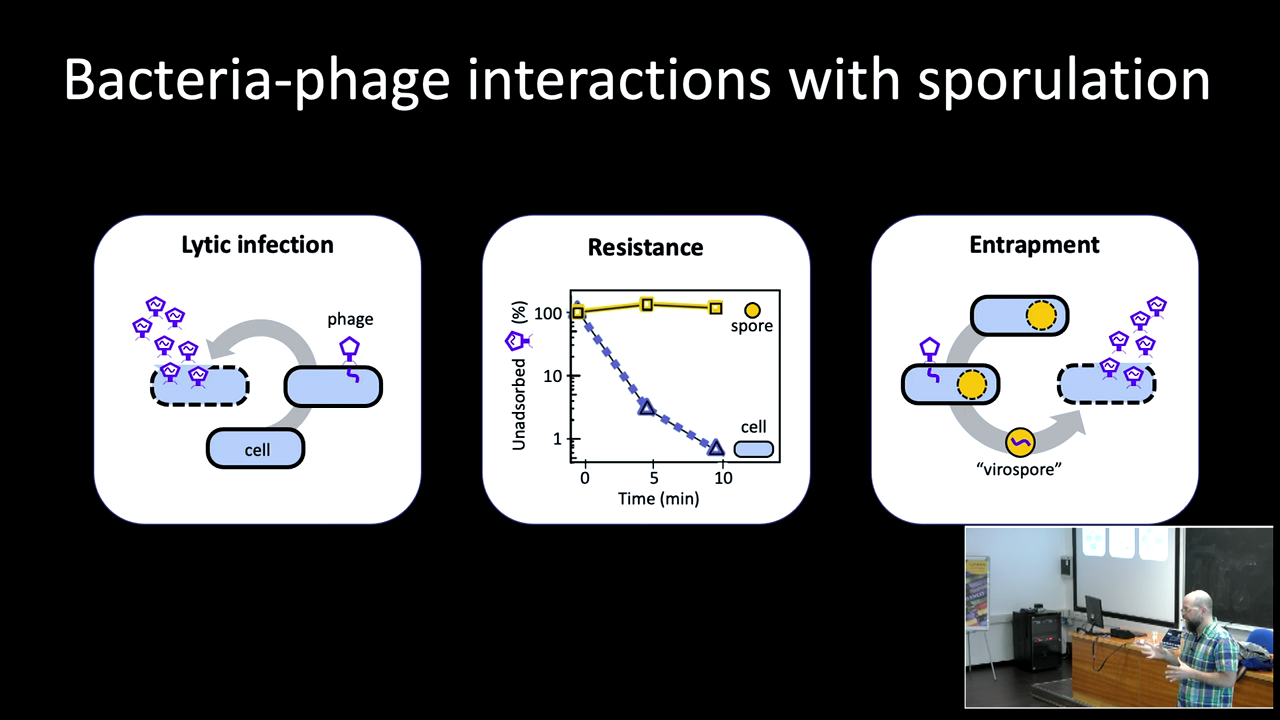 Bacteria-phage interactions with sporulation
Lytic infection
phage
cell
Resistance
Unadsorbed (%)
100
10
1
spore
cell
0 5 10
Time (min)
Entrapment
“virospore”